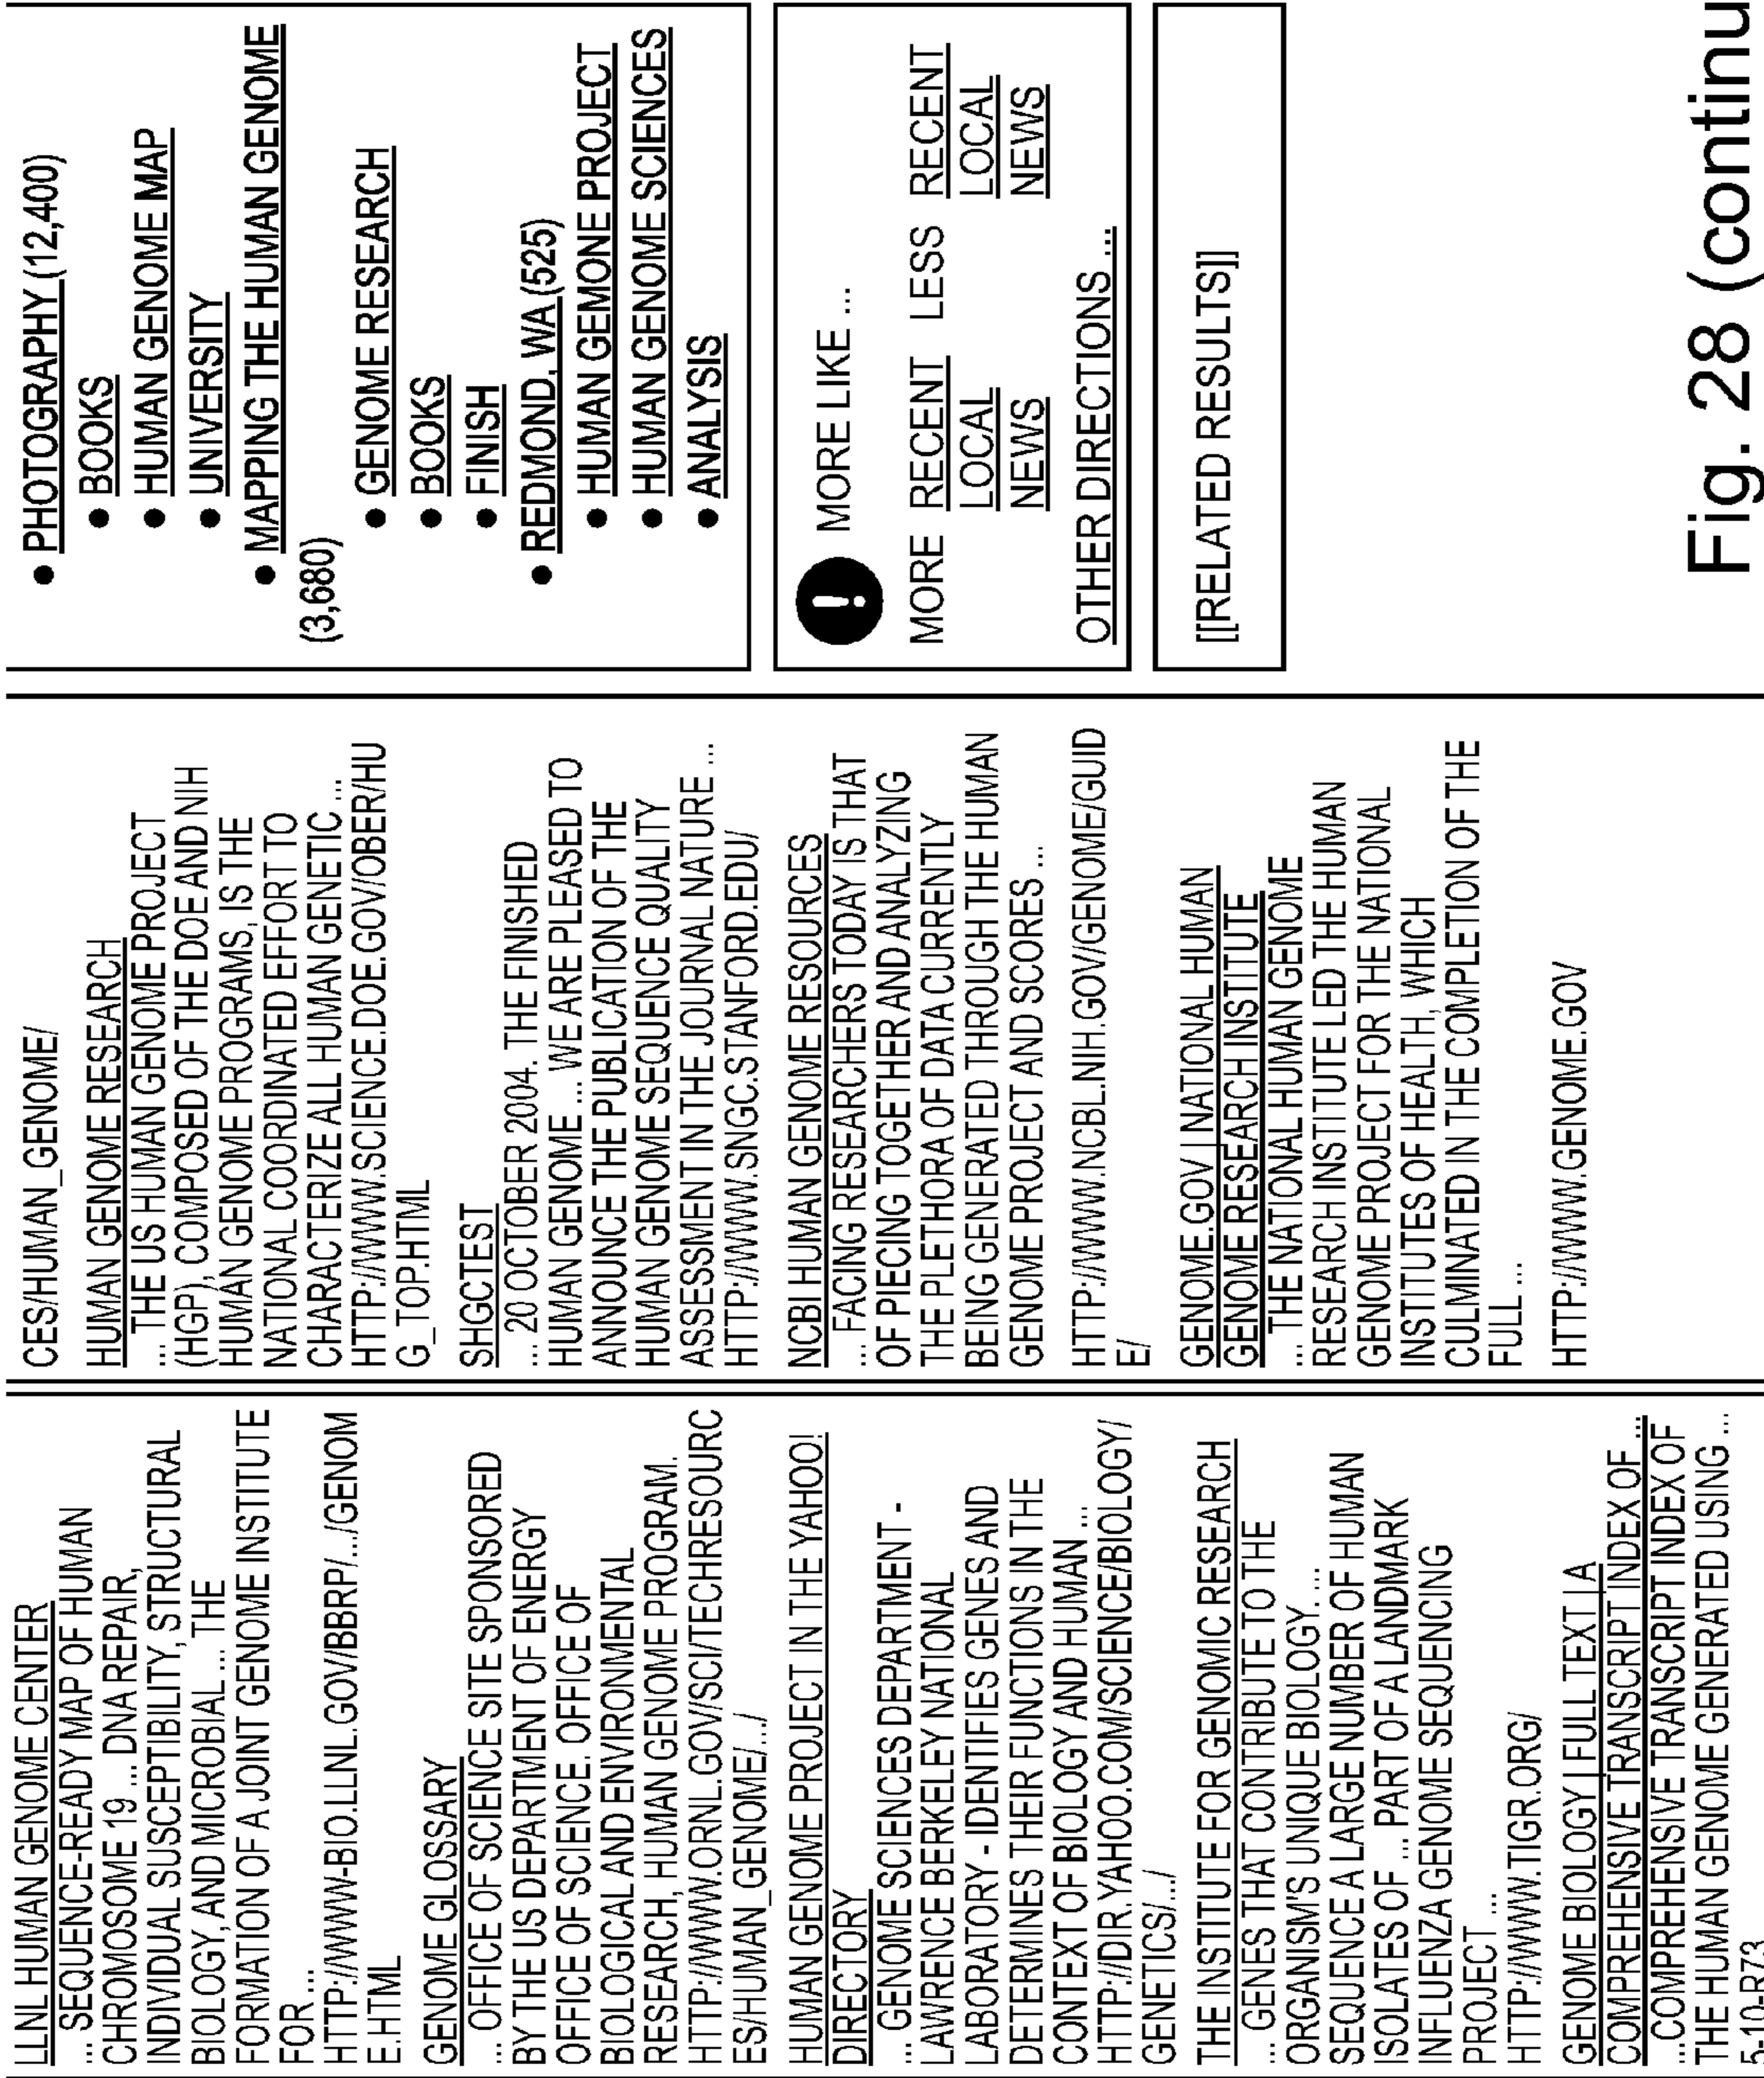 LLNL HUMAN GENOME CENTER
... SEQUENCE-READY MAP OF HUMAN
CHROMOSOME 19 ... DNA REPAIR,
INDIVIDUAL SUSCEPTIBILITY, STRUCTURAL
BIOLOGY, AND MICROBIAL ... THE
FORMATION OF A JOINT GENOME INSTITUTE
FOR ...
HTTP://WWW-BIO.LLNL.GOV/BBRP/.../GENOM
E.HTML
GENOME GLOSSARY
... OFFICE OF SCIENCE SITE SPONSORED
BY THE US DEPARTMENT OF ENERGY
OFFICE OF SCIENCE. OFFICE OF
BIOLOGICAL AND ENVIRONMENTAL
RESEARCH, HUMAN GENOME PROGRAM.
HTTP://WWW.ORNL.GOV/SCI/TECHRESOURC
ES/HUMAN_GENOME/.../
HUMAN GENOME PROJECT IN THE YAHOO!
DIRECTORY
... GENOME SCIENCES DEPARTMENT -
LAWRENCE BERKELEY NATIONAL
LABORATORY - IDENTIFIES GENES AND
DETERMINES THEIR FUNCTIONS IN THE
CONTEXT OF BIOLOGY AND HUMAN ...
HTTP://DIR.YAHOO.COM/SCIENCE/BIOLOGY/
GENETICS/.../
THE INSTITUTE FOR GENOMIC RESEARCH
... GENES THAT CONTRIBUTE TO THE
ORGANISM'S UNIQUE BIOLOGY. ...
SEQUENCE A LARGE NUMBER OF HUMAN
ISOLATES OF ... PART OF A LANDMARK
INFLUENZA GENOME SEQUENCING
PROJECT ...
HTTP://WWW.TIGR.ORG/
GENOME BIOLOGY | FULL TEXT | A
COMPREHENSIVE TRANSCRIPT INDEX OF ...
... COMPREHENSIVE TRANSCRIPT INDEX OF
THE HUMAN GENOME GENERATED USING ...
5-10-R73
CES/HUMAN_GENOME/
HUMAN GENOME RESEARCH
... THE US HUMAN GENOME PROJECT
(HGP), COMPOSED OF THE DOE AND NIH
HUMAN GENOME PROGRAMS, IS THE
NATIONAL COORDINATED EFFORT TO
CHARACTERIZE ALL HUMAN GENETIC ...
HTTP://WWW.SCIENCE.DOE.GOV/OBER/HU
G_TOP.HTML
SHGCTEST
... 20 OCTOBER 2004. THE FINISHED
HUMAN GENOME ... WE ARE PLEASED TO
ANNOUNCE THE PUBLICATION OF THE
HUMAN GENOME SEQUENCE QUALITY
ASSESSMENT IN THE JOURNAL NATURE ...
HTTP://WWW.SNGC.STANFORD.EDU/
NCBI HUMAN GENOME RESOURCES
... FACING RESEARCHERS TODAY IS THAT
OF PIECING TOGETHER AND ANALYZING
THE PLETHORA OF DATA CURRENTLY
BEING GENERATED THROUGH THE HUMAN
GENOME PROJECT AND SCORES ...
HTTP://WWW.NCBL.NIH.GOV/GENOME/GUID
E/
GENOME.GOV | NATIONAL HUMAN
GENOME RESEARCH INSTITUTE
... THE NATIONAL HUMAN GENOME
RESEARCH INSTITUTE LED THE HUMAN
GENOME PROJECT FOR THE NATIONAL
INSTITUTES OF HEALTH, WHICH
CULMINATED IN THE COMPLETION OF THE
FULL ...
HTTP://WWW.GENOME.GOV
• PHOTOGRAPHY (12,400)
• BOOKS
• HUMAN GENOME MAP
• UNIVERSITY
• MAPPING THE HUMAN GENOME
(3,680)
• GENOME RESEARCH
• BOOKS
• FINISH
• REDMOND, WA (525)
• HUMAN GEMONE PROJECT
• HUMAN GENOME SCIENCES
• ANALYSIS
! MORE LIKE ...
MORE RECENT LESS RECENT
LOCAL LOCAL
NEWS NEWS
OTHER DIRECTIONS ...
[[RELATED RESULTS]]
Fig. 28 (continu